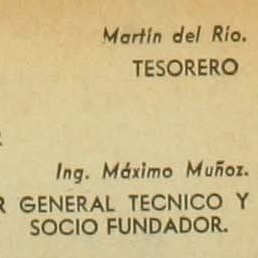 Martín del Río.
TESORERO
Ing. Máximo Muñoz.
GENERAL TECNICO Y
SOCIO FUNDADOR.